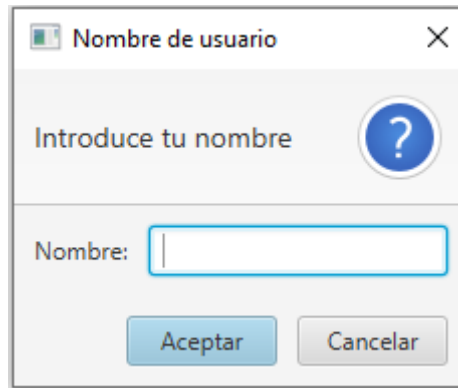 Nombre de usuario
Introduce tu nombre
?
Nombre:
Aceptar Cancelar